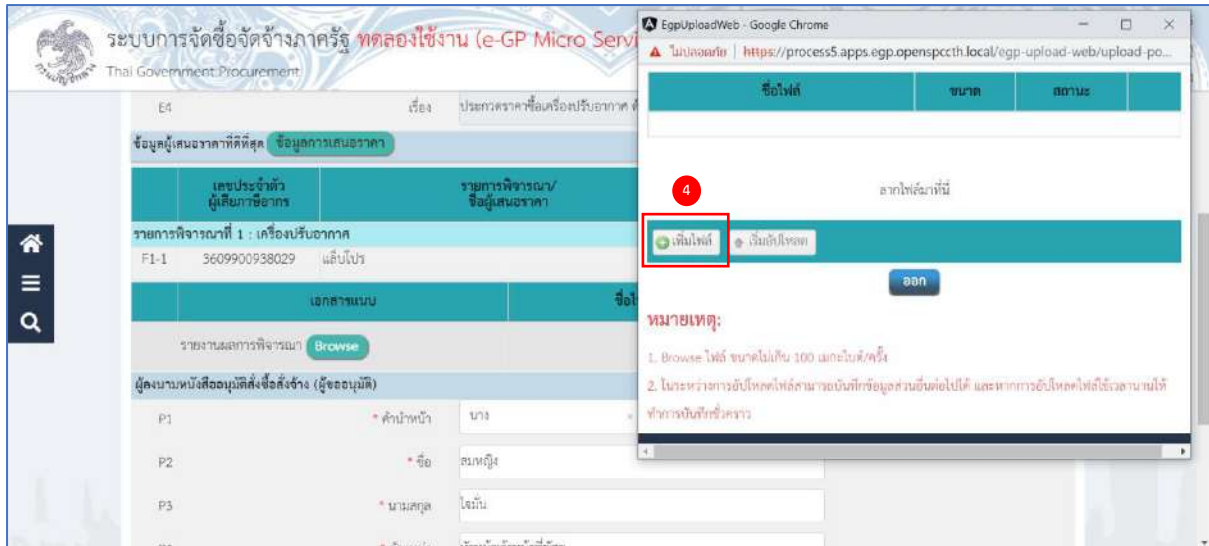 ระบบการจัดซื้อจัดจ้างภาครัฐ ทดลองใช้งาน (e-GP Micro Servi
Thai Government Procurement
E4 เรื่อง ประกวดราคาซื้อเครื่องปรับอากาศ
ข้อมูลผู้เสนอราคาที่ดีที่สุด ข้อมูลการเสนอราคา
เลขประจำตัวผู้เสียภาษีอากร รายการพิจารณา/ชื่อผู้เสนอราคา
รายการพิจารณาที่ 1 : เครื่องปรับอากาศ
F1-1 3609900938029 แล็บโปร
เอกสารแนบ
รายงานผลการพิจารณา Browse
ผู้ลงนามหนังสืออนุมัติสั่งซื้อสั่งจ้าง (ผู้ขออนุมัติ)
P1 * คำนำหน้า นาง ×
P2 * ชื่อ สมหญิง
P3 * นามสกุล ใจมั่น
EgpUploadWeb - Google Chrome
ไม่ปลอดภัย | https://process5.apps.egp.openspccth.local/egp-upload-web/upload-po...
ชื่อไฟล์ ขนาด สถานะ
4
ลากไฟล์มาที่นี่
เพิ่มไฟล์ เริ่มอัปโหลด
ออก
หมายเหตุ:
1. Browse ไฟล์ ขนาดไม่เกิน 100 เมกะไบต์/ครั้ง
2. ในระหว่างการอัปโหลดไฟล์สามารถบันทึกข้อมูลส่วนอื่นต่อไปได้ และหากการอัปโหลดไฟล์ใช้เวลานานให้
ทำการบันทึกชั่วคราว